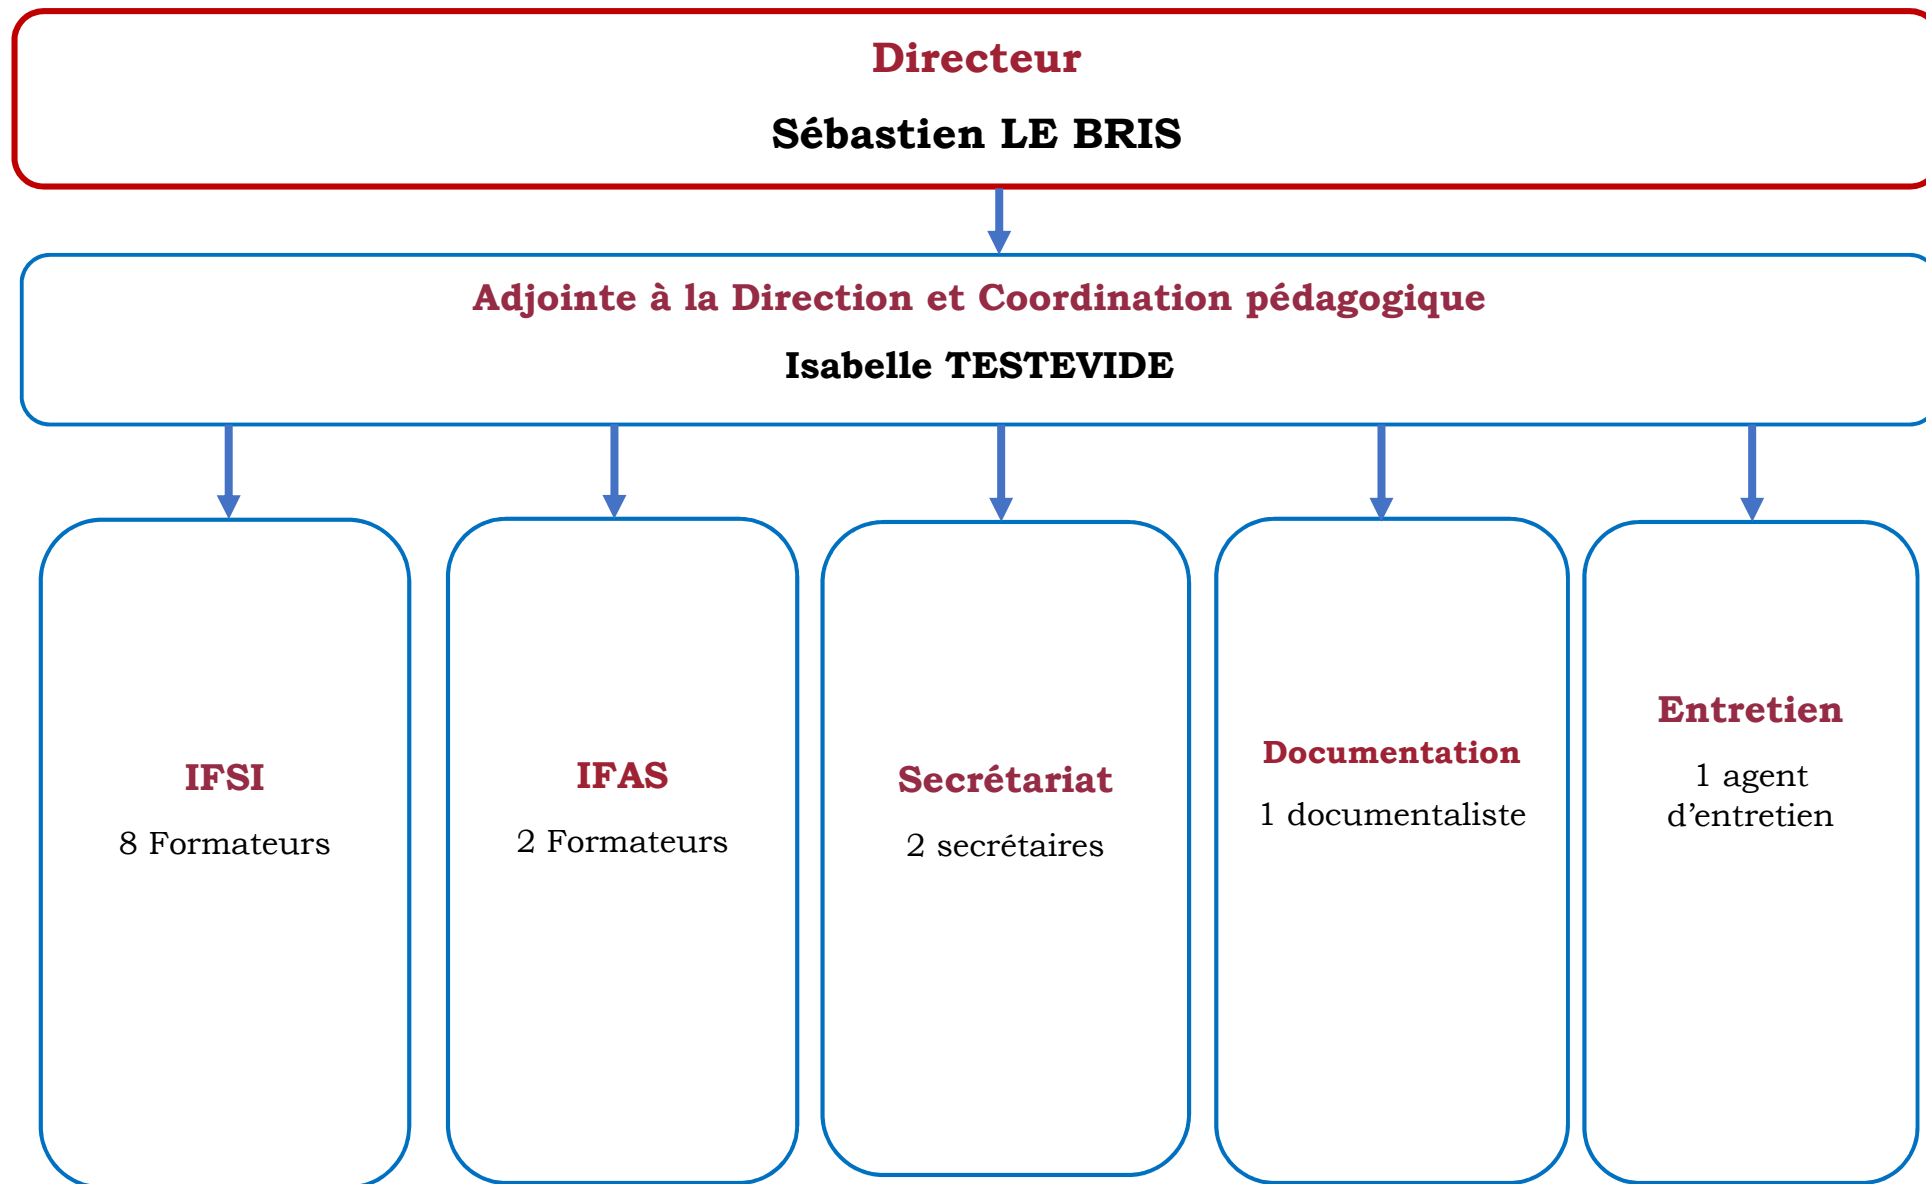 Directeur
Sébastien LE BRIS
Adjointe à la Direction et Coordination pédagogique
Isabelle TESTEVIDE
IFSI
8 Formateurs
IFAS
2 Formateurs
Secrétariat
2 secrétaires
Documentation
1 documentaliste
Entretien
1 agent
d’entretien